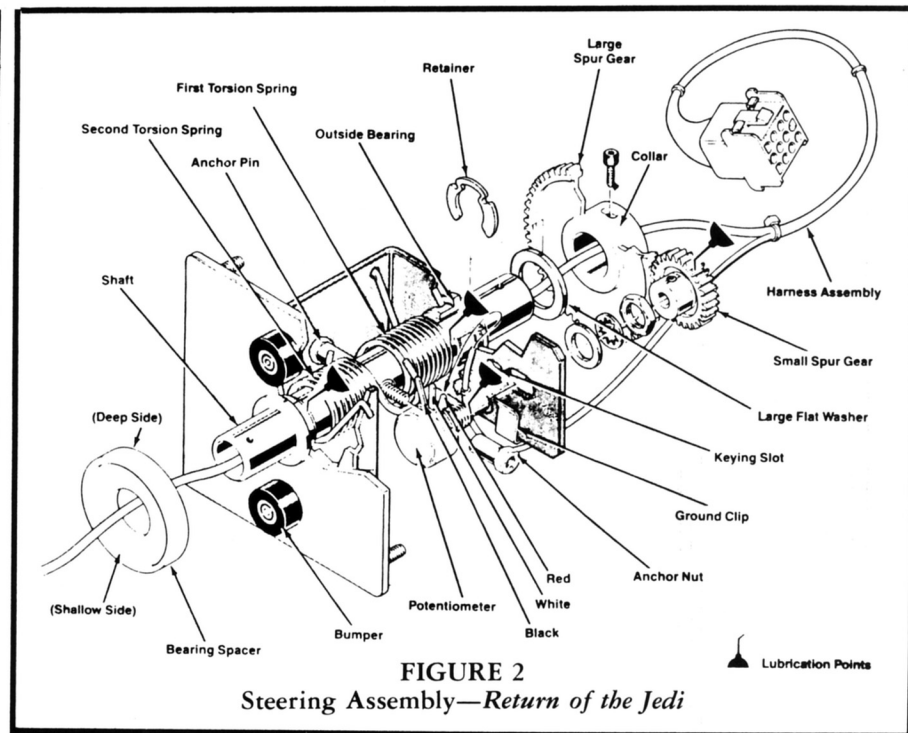 Large
Spur Gear
Retainer
First Torsion Spring
Second Torsion Spring
Outside Bearing
Anchor Pin
Collar
Shaft
Harness Assembly
Small Spur Gear
(Deep Side)
Large Flat Washer
Keying Slot
Ground Clip
Anchor Nut
Red
White
Black
Potentiometer
(Shallow Side)
Bumper
Bearing Spacer
Lubrication Points
FIGURE 2
Steering Assembly—Return of the Jedi